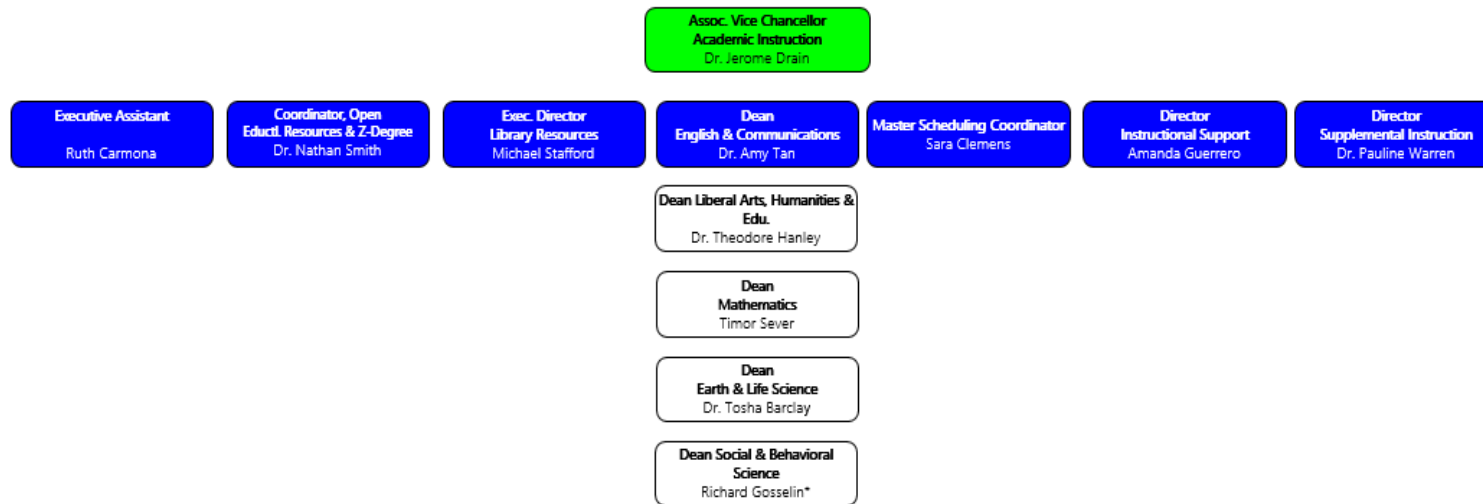 Assoc. Vice Chancellor
Academic Instruction
Dr. Jerome Drain
Executive Assistant
Ruth Carmona
Coordinator, Open
Eductl. Resources & Z-Degree
Dr. Nathan Smith
Exec. Director
Library Resources
Michael Stafford
Dean
English & Communications
Dr. Amy Tan
Master Scheduling Coordinator
Sara Clemens
Director
Instructional Support
Amanda Guerrero
Director
Supplemental Instruction
Dr. Pauline Warren
Dean Liberal Arts, Humanities &
Edu.
Dr. Theodore Hanley
Dean
Mathematics
Timor Sever
Dean
Earth & Life Science
Dr. Tosha Barclay
Dean Social & Behavioral
Science
Richard Gosselin*